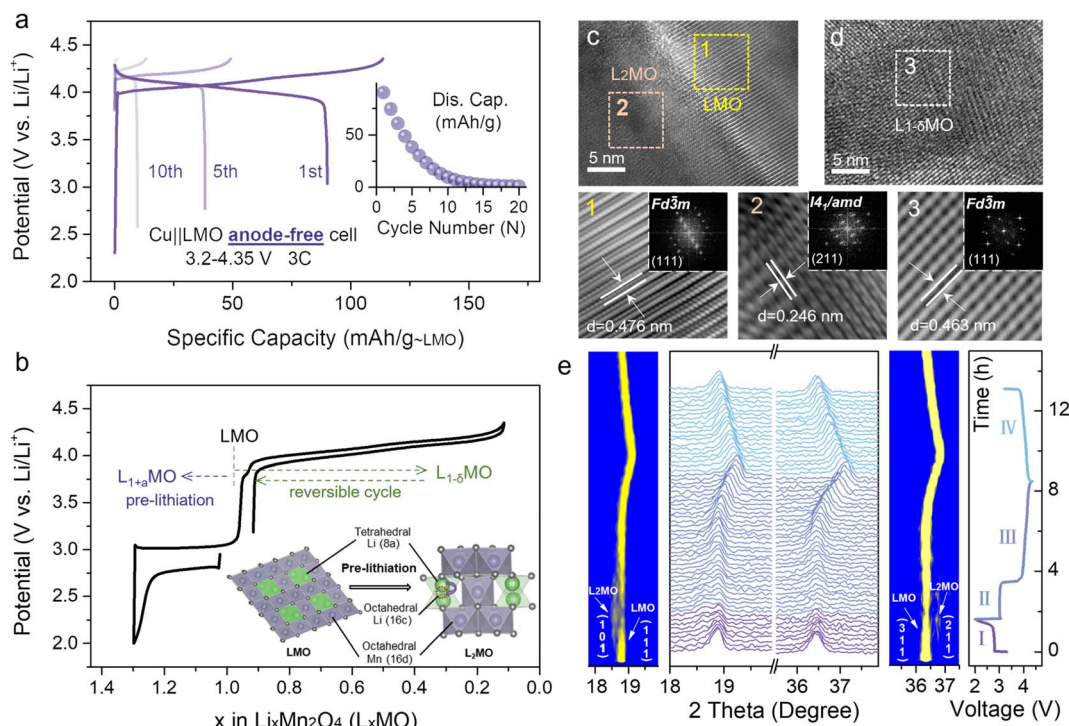 a
4.5
4.0
3.5
3.0
2.5
2.0
Potential (V vs. Li/Li⁺)
10th
5th
1st
Cu||LMO anode-free cell
3.2-4.35 V 3C
Dis. Cap.
(mAh/g)
50
0
0 10 20
Cycle Number (N)
0 50 100 150
Specific Capacity (mAh/g~LMO)
b
4.5
4.0
3.5
3.0
2.5
2.0
Potential (V vs. Li/Li⁺)
LMO
L₁₊ₐMO
pre-lithiation
L₁₋δMO
reversible cycle
Tetrahedral
Li (8a)
Pre-lithiation
Octahedral
Li (16c)
Octahedral
Mn (16d)
LMO
L₂MO
1.4 1.2 1.0 0.8 0.6 0.4 0.2 0.0
x in LiₓMn₂O₄ (LₓMO)
c
1
L₂MO
2
LMO
5 nm
d
3
L₁₋δMO
5 nm
1
Fd3̄m
(111)
d=0.476 nm
2
I4₁/amd
(211)
d=0.246 nm
3
Fd3̄m
(111)
d=0.463 nm
e
L₂MO
(101)
LMO
(111)
18 19
18 19 36 37
2 Theta (Degree)
LMO
(311)
L₂MO
(211)
36 37
Time (h)
12
8
4
0
IV
III
II
I
2 4
Voltage (V)